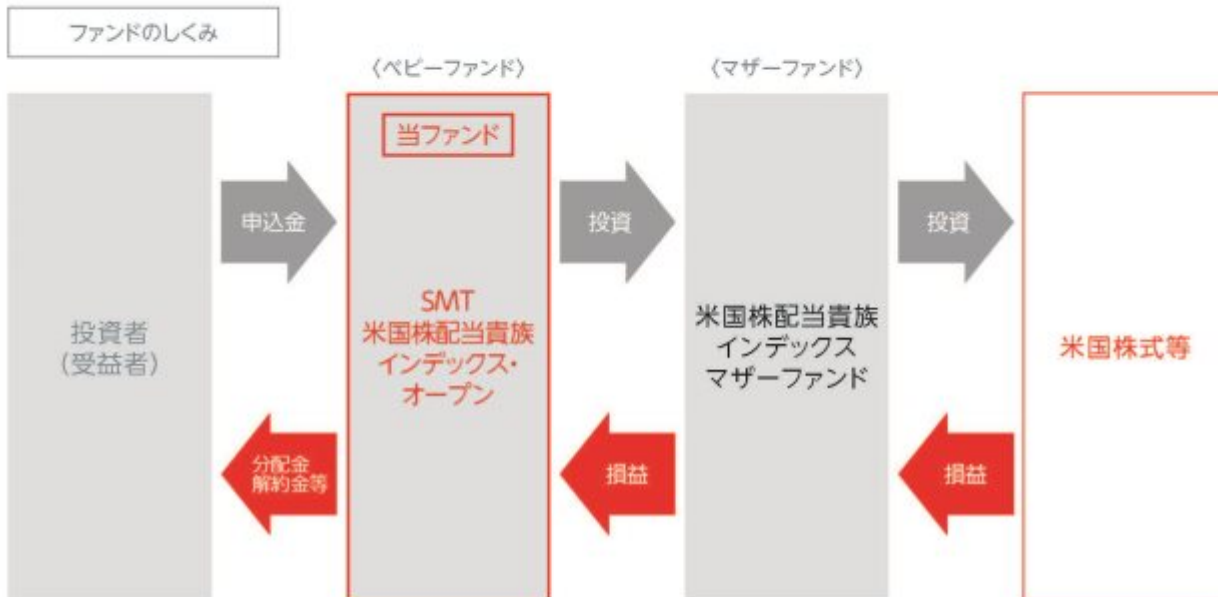 ファンドのしくみ
〈ベビーファンド〉
〈マザーファンド〉
投資者
(受益者)
申込金
分配金
解約金等
当ファンド
SMT
米国株配当貴族
インデックス・
オープン
投資
損益
米国株配当貴族
インデックス
マザーファンド
投資
損益
米国株式等